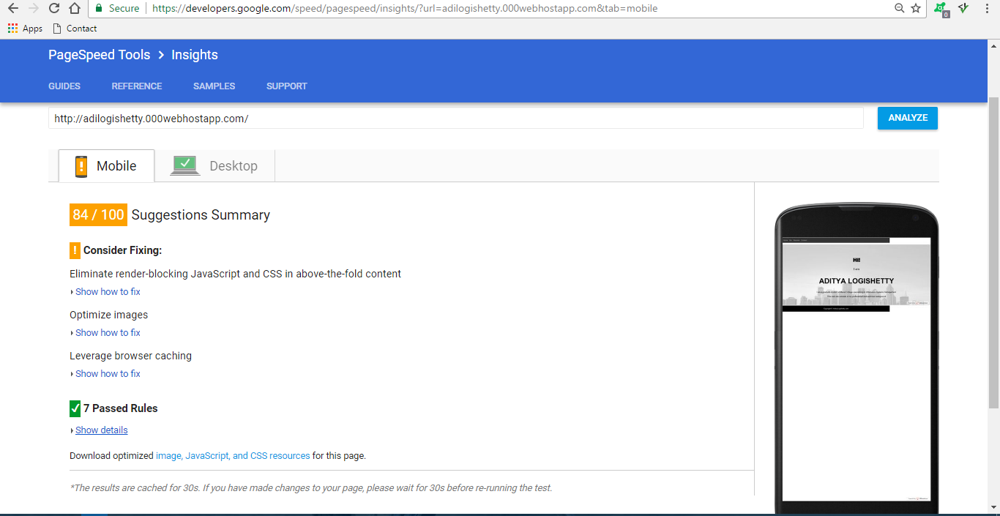 Secure https://developers.google.com/speed/pagespeed/insights/?url=adilogishetty.000webhostapp.com&tab=mobile
0
Apps Contact
PageSpeed Tools Insights
GUIDES REFERENCE SAMPLES SUPPORT
http://adilogishetty.000webhostapp.com/ ANALYZE
Mobile Desktop
84 / 100 Suggestions Summary
! Consider Fixing:
Eliminate render-blocking JavaScript and CSS in above-the-fold content
Show how to fix
Optimize images
Show how to fix
Leverage browser caching
Show how to fix
7 Passed Rules
Show details
Download optimized image, JavaScript, and CSS resources for this page.
*The results are cached for 30s. If you have made changes to your page, please wait for 30s before re-running the test.
I am
ADITYA LOGISHETTY